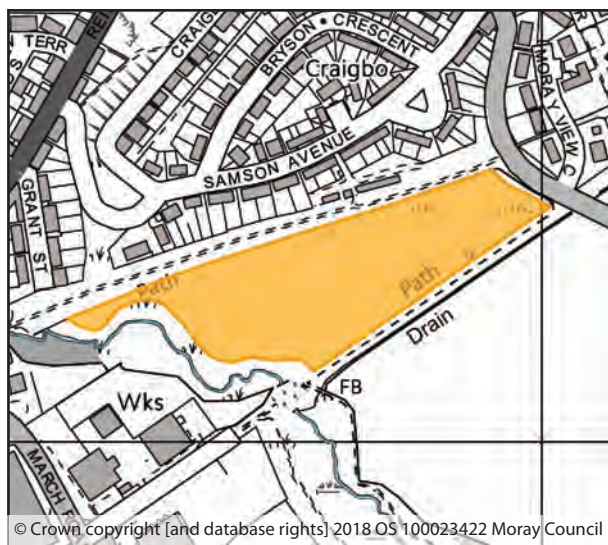 TERR
BRYSON • CRESCENT
Craigbo
SAMSON AVENUE
MORAY VIEW C
GRANT ST
Path
Path
Drain
FB
Wks
MARCH
© Crown copyright [and database rights] 2018 OS 100023422 Moray Council